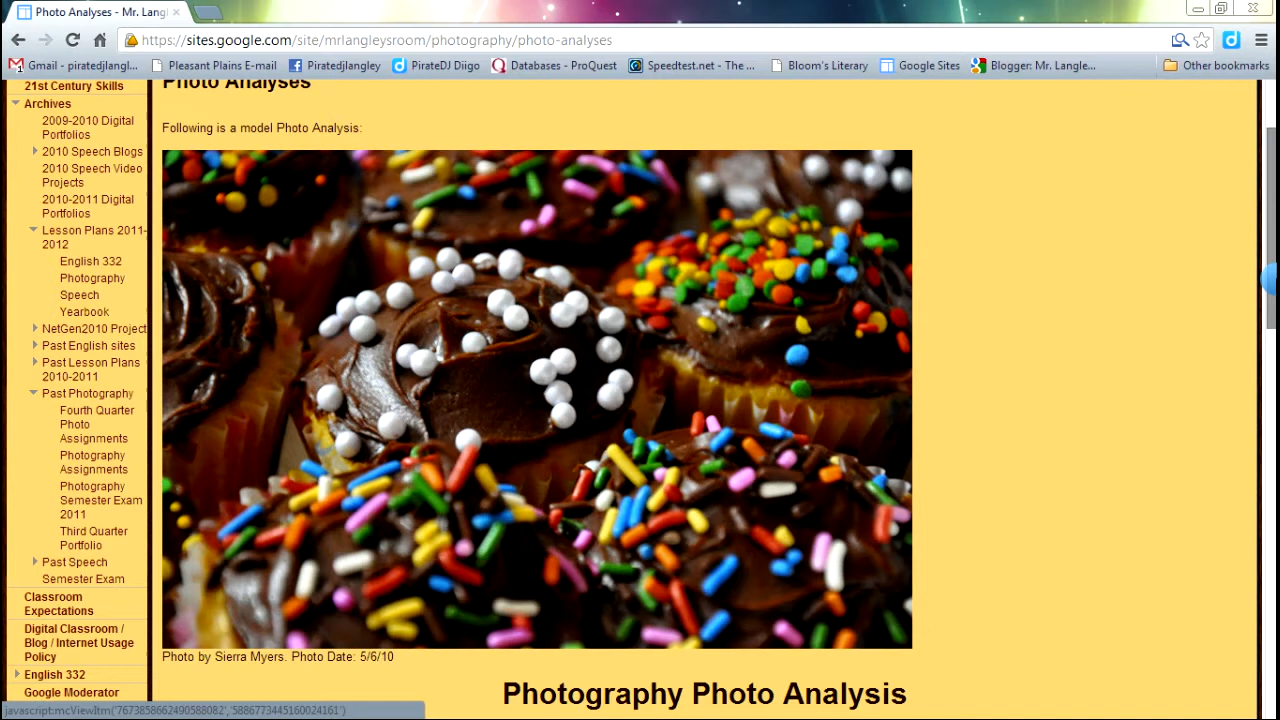 Photo Analyses - Mr. Langl
https://sites.google.com/site/mrlangleysroom/photography/photo-analyses
Gmail - piratedjlangl... Pleasant Plains E-mail Piratedjlangley PirateDJ Diigo Databases - ProQuest Speedtest.net - The ... Bloom's Literary Google Sites Blogger: Mr. Langle... Other bookmarks
21st Century Skills
Archives
2009-2010 Digital
Portfolios
2010 Speech Blogs
2010 Speech Video
Projects
2010-2011 Digital
Portfolios
Lesson Plans 2011-
2012
English 332
Photography
Speech
Yearbook
NetGen2010 Project
Past English sites
Past Lesson Plans
2010-2011
Past Photography
Fourth Quarter
Photo
Assignments
Photography
Assignments
Photography
Semester Exam
2011
Third Quarter
Portfolio
Past Speech
Semester Exam
Classroom
Expectations
Digital Classroom /
Blog / Internet Usage
Policy
English 332
Google Moderator
Photo Analyses
Following is a model Photo Analysis:
Photo by Sierra Myers. Photo Date: 5/6/10
Photography Photo Analysis
javascript:mcViewItm('7673858662490588082','5886773445160024161')